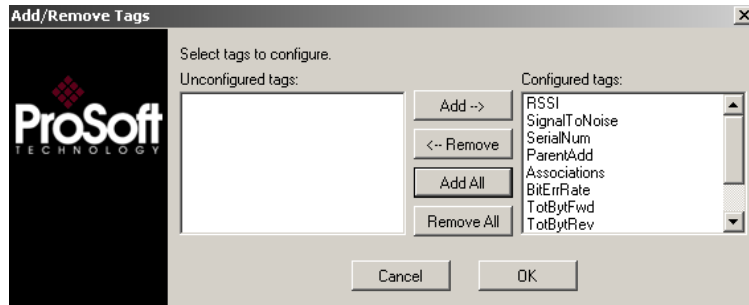 Add/Remove Tags
ProSoft
TECHNOLOGY
Select tags to configure.
Unconfigured tags:
Add -->
<-- Remove
Add All
Remove All
Configured tags:
RSSI
SignalToNoise
SerialNum
ParentAdd
Associations
BitErrRate
TotBytFwd
TotBytRev
Cancel
OK